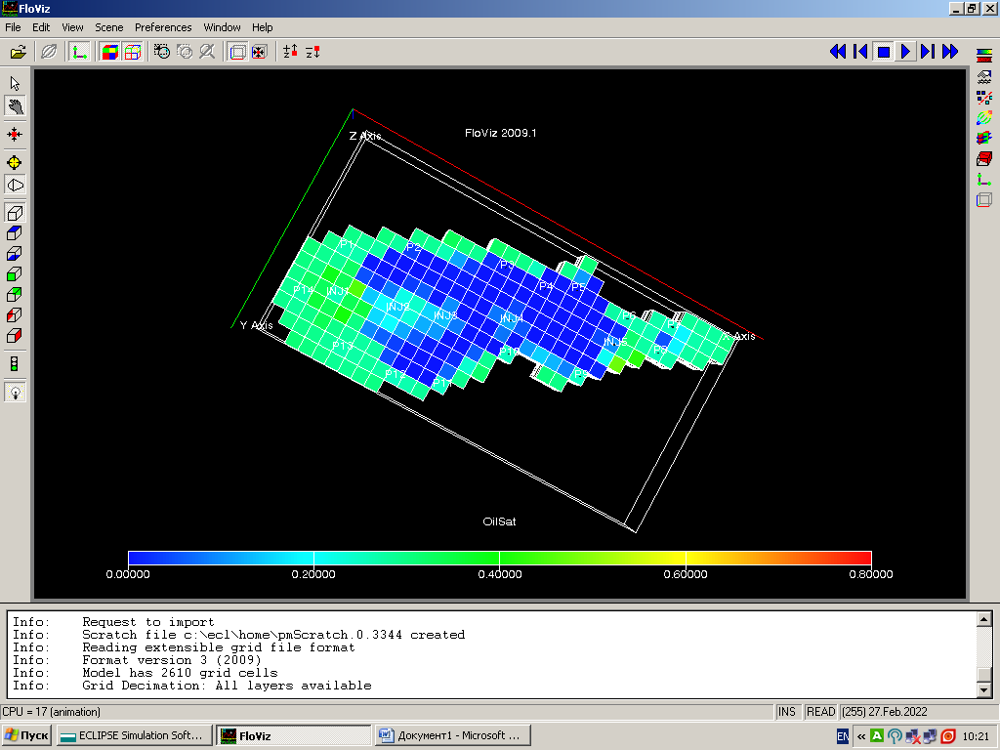 FloViz
File Edit View Scene Preferences Window Help
FloViz 2009.1
Z Axis
P1
P2
P3
P4 P5
P14 INJ1
INJ2
INJ3 INJ4
P6
P7
X Axis
Y Axis
INJ5
P13
P10
P8
P12
P11
P9
OilSat
0.00000 0.20000 0.40000 0.60000 0.80000
Info: Request to import
Info: Scratch file c:\ecl\home\pmScratch.0.3344 created
Info: Reading extensible grid file format
Info: Format version 3 (2009)
Info: Model has 2610 grid cells
Info: Grid Decimation: All layers available
CPU = 17 (animation) INS READ (255) 27.Feb.2022
Пуск ECLIPSE Simulation Soft... FloViz Документ1 - Microsoft ... EN « 10:21